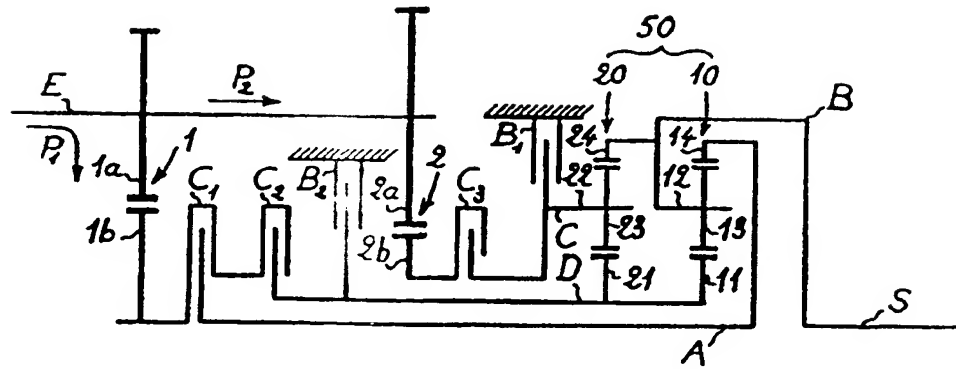 50
20 10
E P₂ B
P₁ 1 B₁ 24 14
1a B₂ 2a 2 22 12
C₁ C₂ C₃
1b C 23 13
2b D 21 11
A S